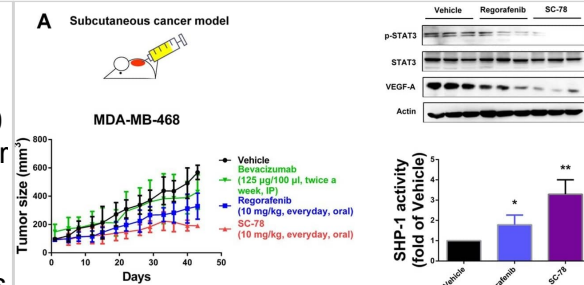 A
Subcutaneous cancer model
MDA-MB-468
Tumor size (mm3)
800
600
400
200
0
0
10
20
30
40
50
Days
Vehicle
Bevacizumab
(125 μg/100 μl, twice a
week, IP)
Regorafenib
(10 mg/kg, everyday, oral)
SC-78
(10 mg/kg, everyday, oral)
Vehicle Regorafenib SC-78
p-STAT3
STAT3
VEGF-A
Actin
SHP-1 activity
(fold of Vehicle)
5
4
3
2
1
0
*
**
Vehicle
SC-78